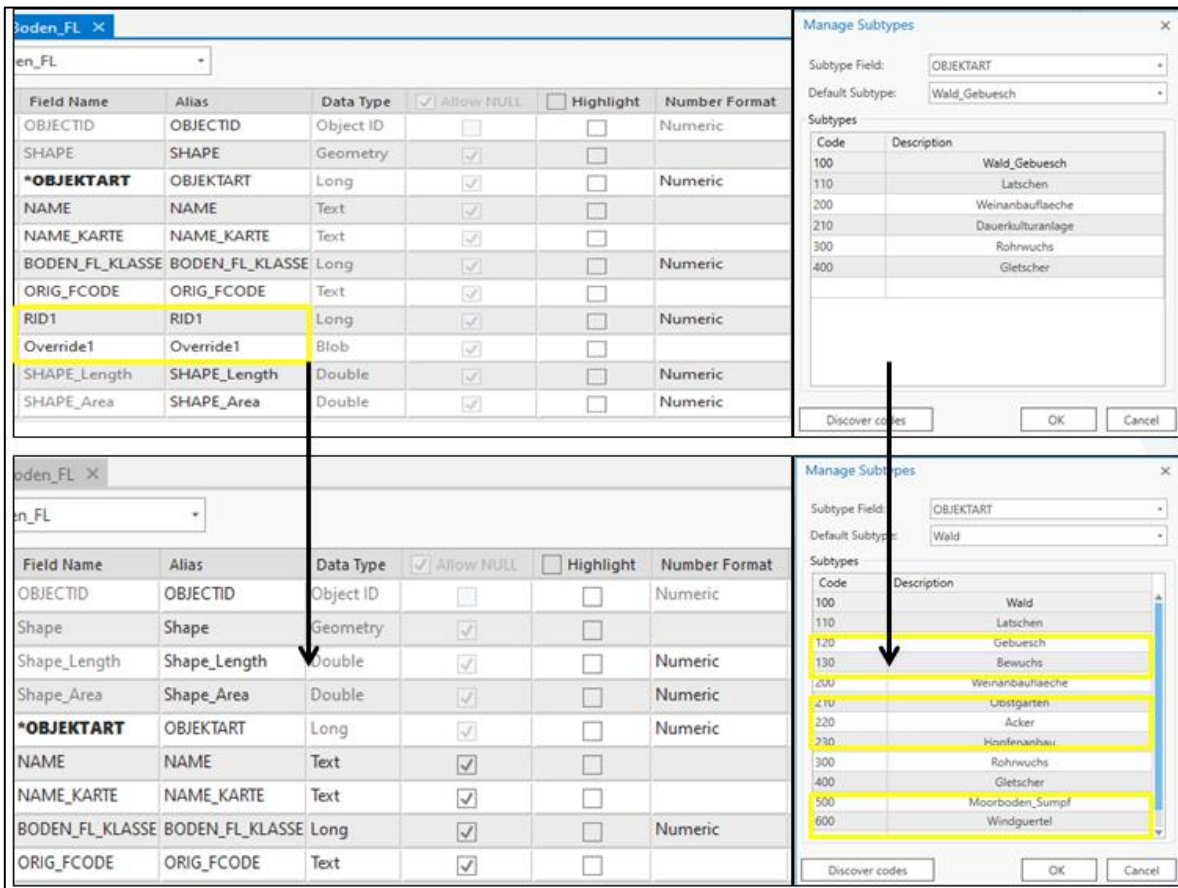 Boden_FL ×
en_FL
Field Name Alias Data Type Allow NULL Highlight Number Format
OBJECTID OBJECTID Object ID Numeric
SHAPE SHAPE Geometry
*OBJEKTART OBJEKTART Long Numeric
NAME NAME Text
NAME_KARTE NAME_KARTE Text
BODEN_FL_KLASSE BODEN_FL_KLASSE Long Numeric
ORIG_FCODE ORIG_FCODE Text
RID1 RID1 Long Numeric
Override1 Override1 Blob
SHAPE_Length SHAPE_Length Double Numeric
SHAPE_Area SHAPE_Area Double Numeric
Manage Subtypes ×
Subtype Field: OBJEKTART
Default Subtype: Wald_Gebuesch
Subtypes
Code Description
100 Wald_Gebuesch
110 Latschen
200 Weinanbauflaeche
210 Dauerkulturanlage
300 Rohrwuchs
400 Gletscher
Discover codes OK Cancel
oden_FL ×
en_FL
Field Name Alias Data Type Allow NULL Highlight Number Format
OBJECTID OBJECTID Object ID Numeric
Shape Shape Geometry
Shape_Length Shape_Length Double Numeric
Shape_Area Shape_Area Double Numeric
*OBJEKTART OBJEKTART Long Numeric
NAME NAME Text
NAME_KARTE NAME_KARTE Text
BODEN_FL_KLASSE BODEN_FL_KLASSE Long Numeric
ORIG_FCODE ORIG_FCODE Text
Manage Subtypes ×
Subtype Field: OBJEKTART
Default Subtype: Wald
Subtypes
Code Description
100 Wald
110 Latschen
120 Gebuesch
130 Bewuchs
200 Weinanbauflaeche
210 Obstgarten
220 Acker
230 Hopfenanbau
300 Rohrwuchs
400 Gletscher
500 Moorboden_Sumpf
600 Windguertel
Discover codes OK Cancel